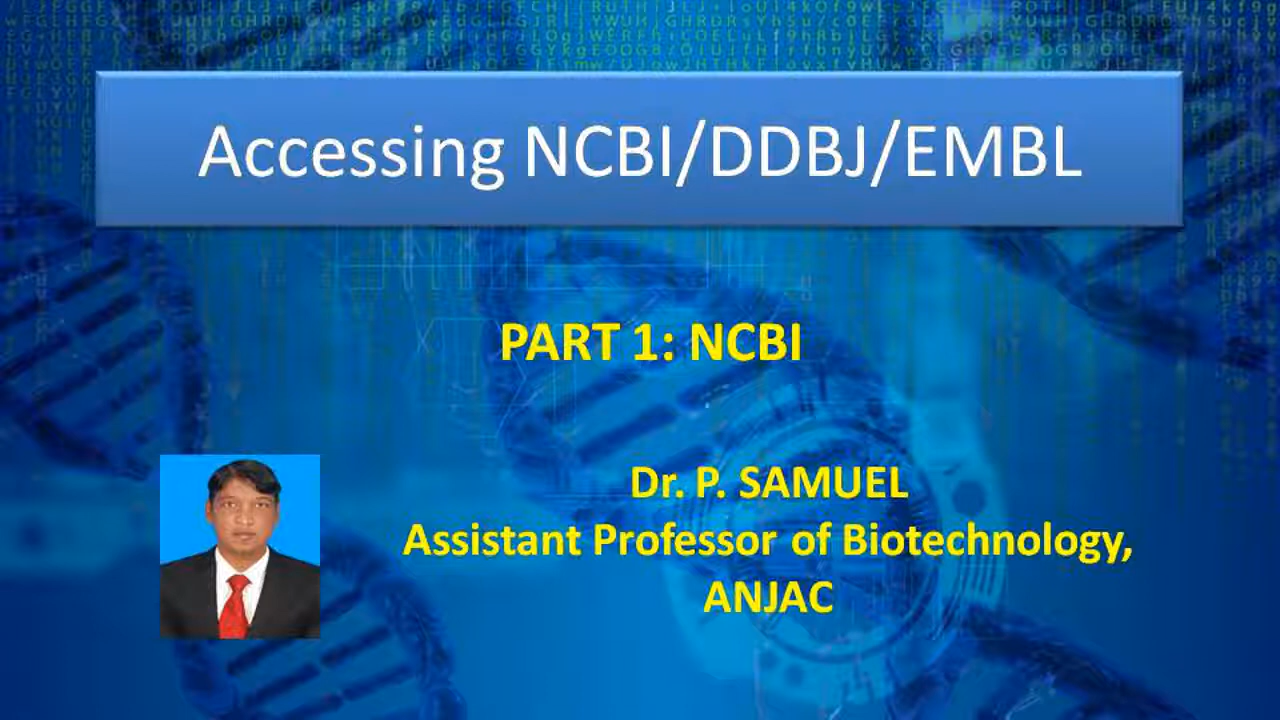 Accessing NCBI/DDBJ/EMBL
PART 1: NCBI
Dr. P. SAMUEL
Assistant Professor of Biotechnology,
ANJAC